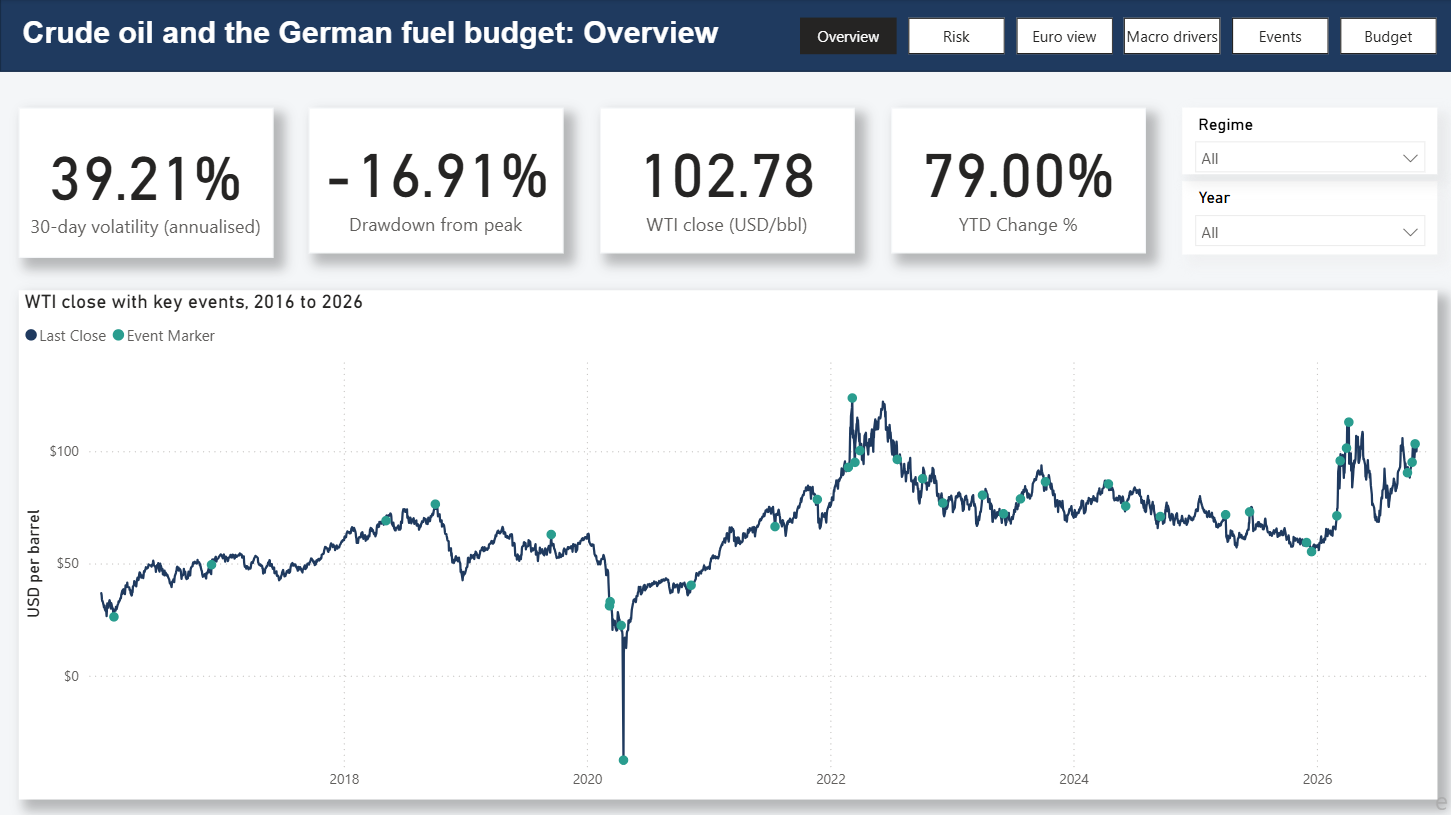 Crude oil and the German fuel budget: Overview
Overview
Risk
Euro view
Macro drivers
Events
Budget
39.21%
30-day volatility (annualised)
-16.91%
Drawdown from peak
102.78
WTI close (USD/bbl)
79.00%
YTD Change %
Regime
All
Year
All
WTI close with key events, 2016 to 2026
Last Close
Event Marker
USD per barrel
$100
$50
$0
2018
2020
2022
2024
2026
e